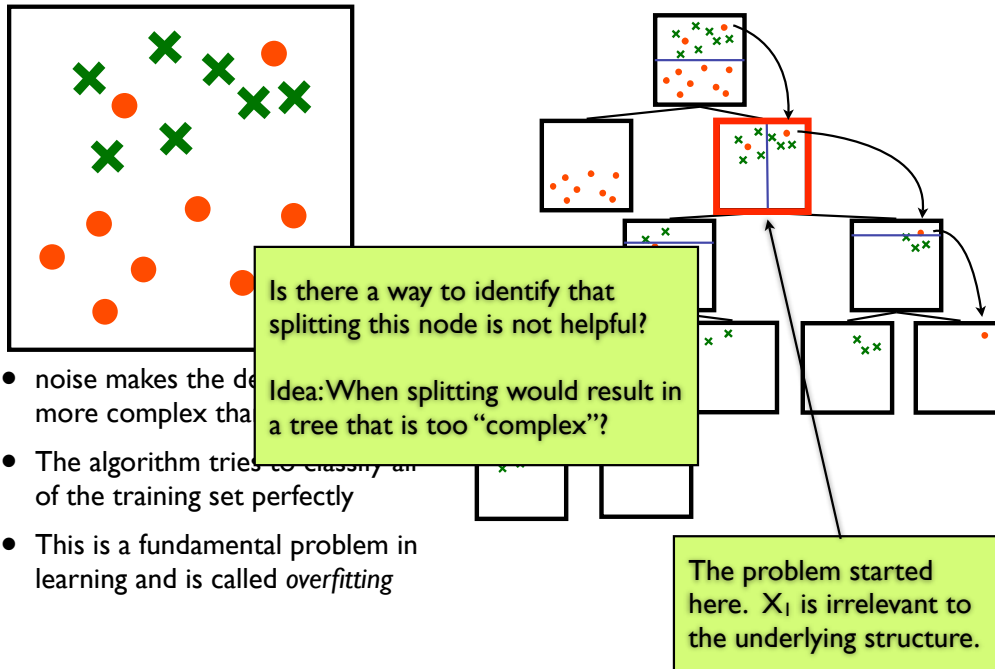 Is there a way to identify that
splitting this node is not helpful?
Idea: When splitting would result in
a tree that is too “complex”?
• noise makes the
more complex
• The algorithm tries to classify all
of the training set perfectly
• This is a fundamental problem in
learning and is called overfitting
The problem started
here. X₁ is irrelevant to
the underlying structure.